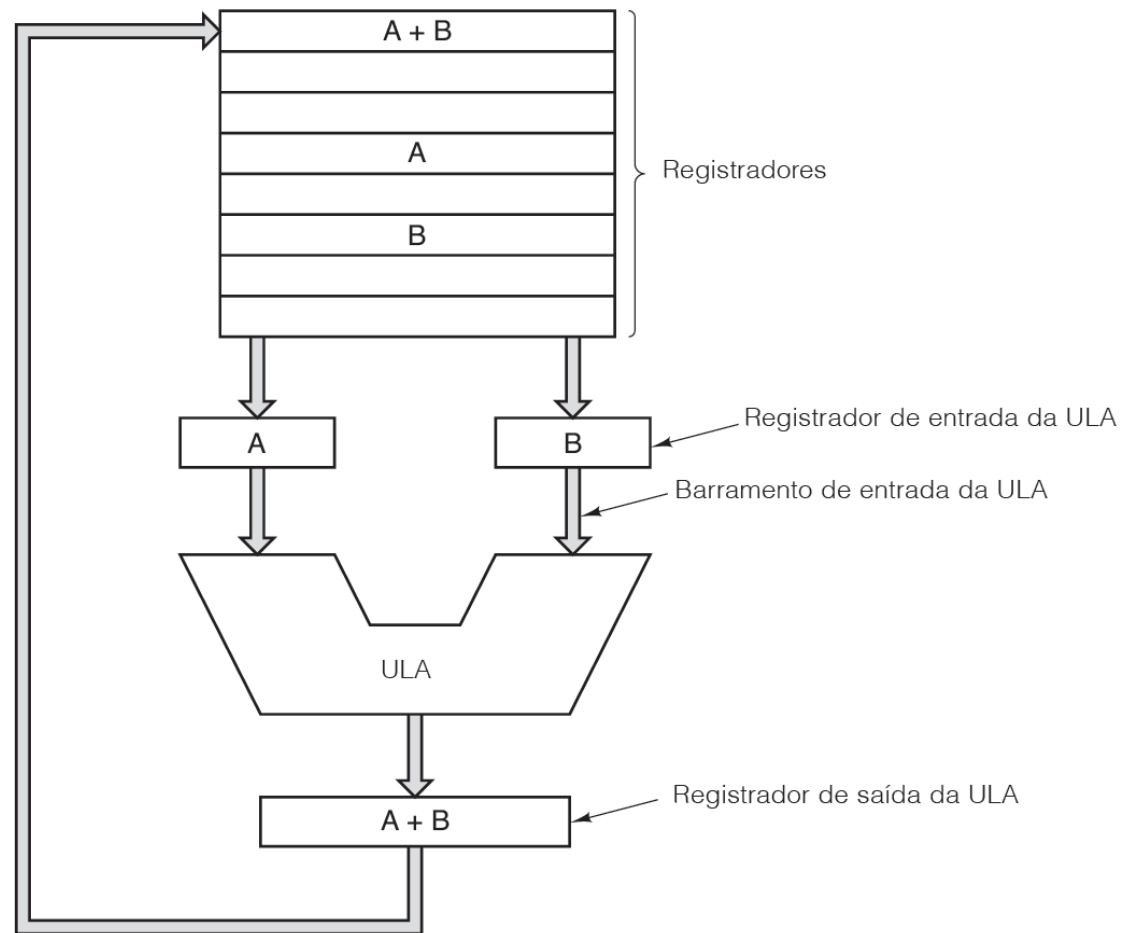 A + B
A
Registradores
B
A
B
Registrador de entrada da ULA
Barramento de entrada da ULA
ULA
A + B
Registrador de saída da ULA